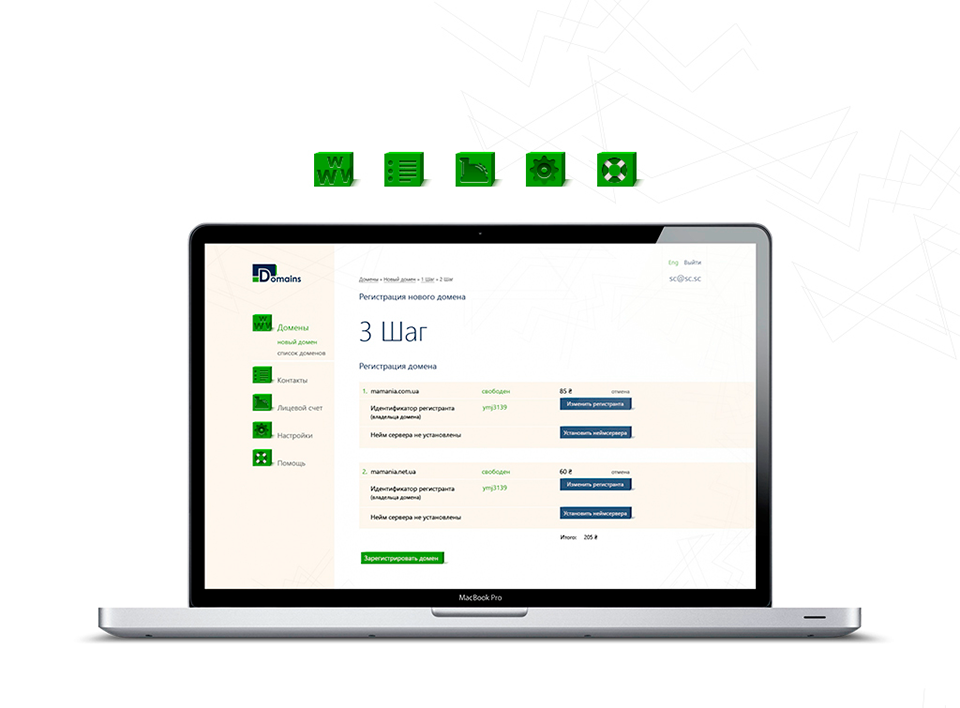 WWW
Domains
Eng Выйти
sc@sc.sc
Домены » Новый домен » 1 Шаг » 2 Шаг
Регистрация нового домена
3 Шаг
Регистрация домена
WWW
Домены
новый домен
список доменов
Контакты
Лицевой счет
Настройки
Помощь
1. mamania.com.ua свободен 85 ₴ отмена
Идентификатор регистранта ymj3139 Изменить регистранта
(владельца домена)
Нейм сервера не установлены Установить неймсервера
2. mamania.net.ua свободен 60 ₴ отмена
Идентификатор регистранта ymj3139 Изменить регистранта
(владельца домена)
Нейм сервера не установлены Установить неймсервера
Итого: 205 ₴
Зарегистрировать домен
MacBook Pro